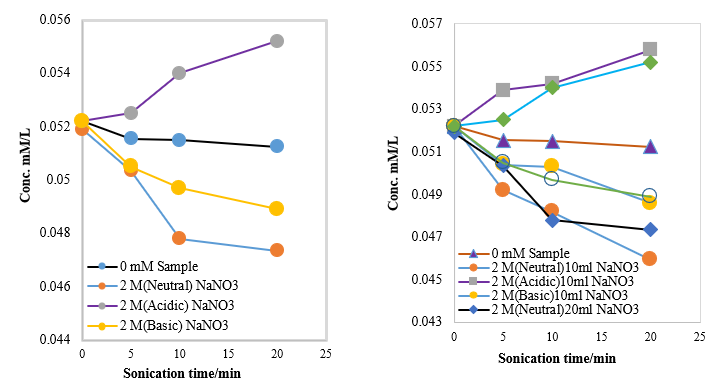 0.056
0.054
0.052
0.05
0.048
0.046
0.044
Conc. mM/L
0 mM Sample
2 M(Neutral) NaNO3
2 M(Acidic) NaNO3
2 M(Basic) NaNO3
0
5
10
15
20
25
Sonication time/min
0.057
0.055
0.053
0.051
0.049
0.047
0.045
0.043
Conc. mM/L
0 mM Sample
2 M(Neutral)10ml NaNO3
2 M(Acidic)10ml NaNO3
2 M(Basic)10ml NaNO3
2 M(Neutral)20ml NaNO3
0
5
10
15
20
25
Sonication time/min